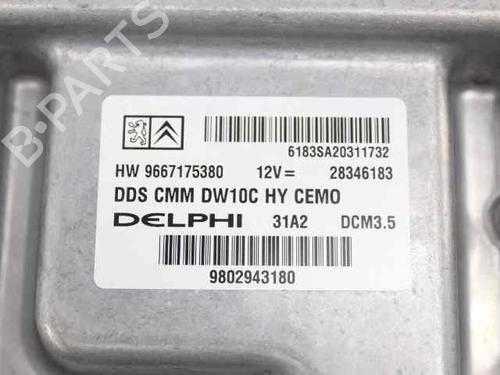 B-PARTS
6183SA20311732
HW 9667175380 12V= 28346183
DDS CMM DW10C HY CEMO
DELPHI 31A2 DCM3.5
9802943180